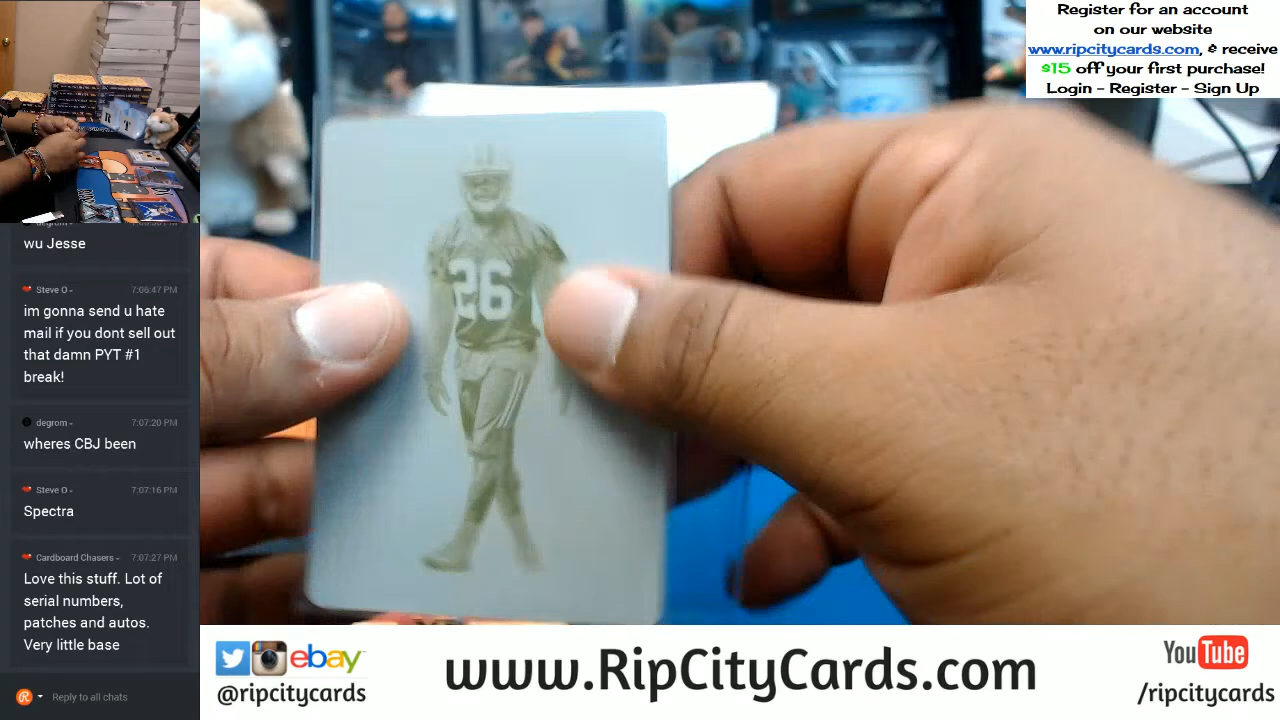 Register for an account
on our website
www.ripcitycards.com, & receive
$15 off your first purchase!
Login - Register - Sign Up
degrom
wu Jesse
Steve O 7:06:47 PM
im gonna send u hate
mail if you dont sell out
that damn PYT #1
break!
degrom 7:07:20 PM
wheres CBJ been
Steve O 7:07:16 PM
Spectra
Cardboard Chasers 7:07:27 PM
Love this stuff. Lot of
serial numbers,
patches and autos.
Very little base
Reply to all chats
26
ebay
@ripcitycards
www.RipCityCards.com
YouTube
/ripcitycards